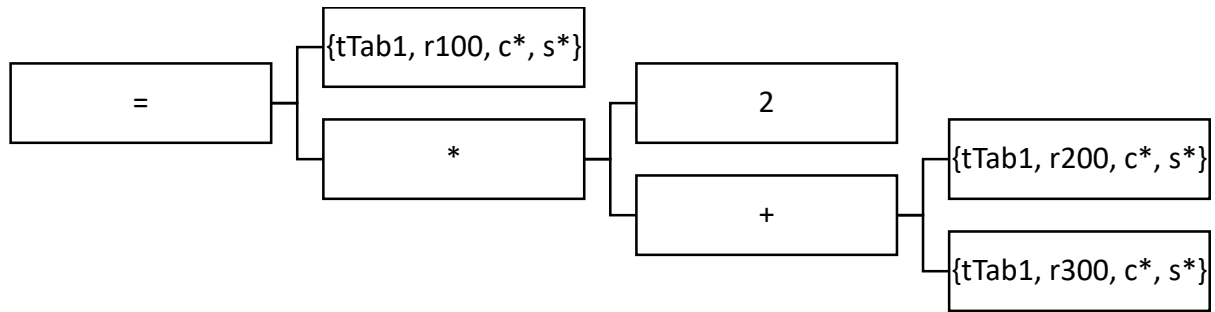 =
{tTab1, r100, c*, s*}
*
2
+
{tTab1, r200, c*, s*}
{tTab1, r300, c*, s*}